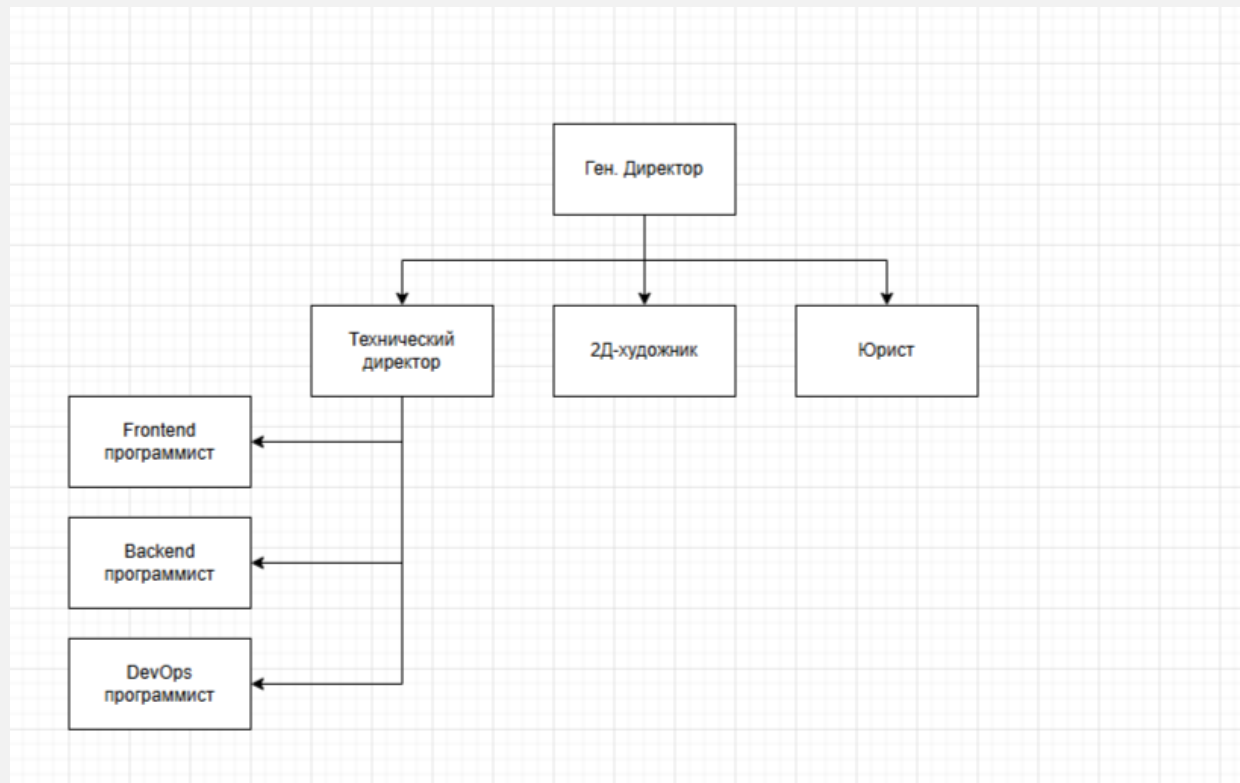 Ген. Директор
Технический
директор
2Д-художник
Юрист
Frontend
программист
Backend
программист
DevOps
программист